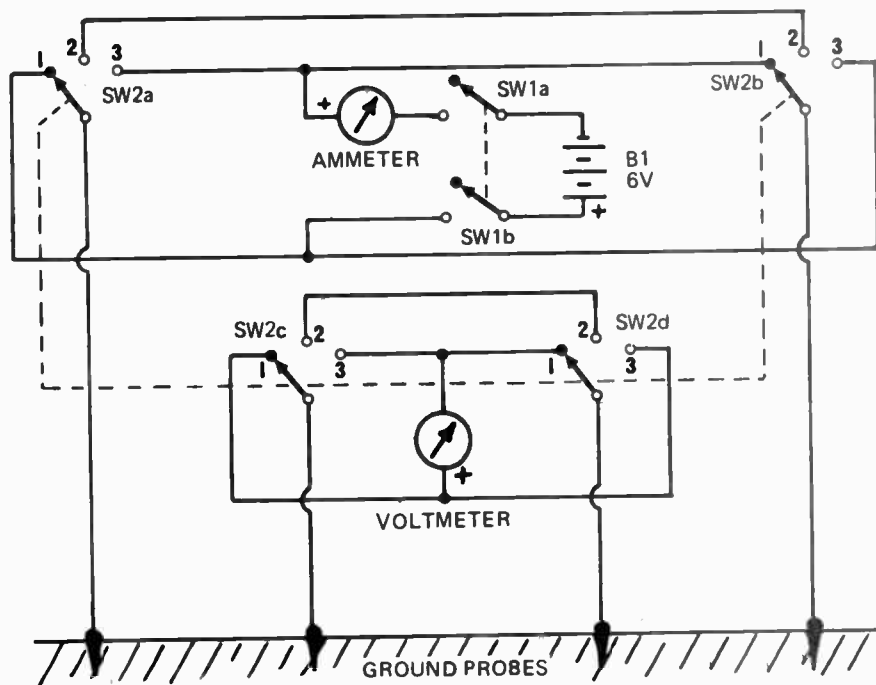 1 2 3
SW2a
+
AMMETER
SW1a
B1
6V
+
SW1b
1 2 3
SW2b
SW2c
1 2 3
SW2d
1 2 3
+
VOLTMETER
GROUND PROBES